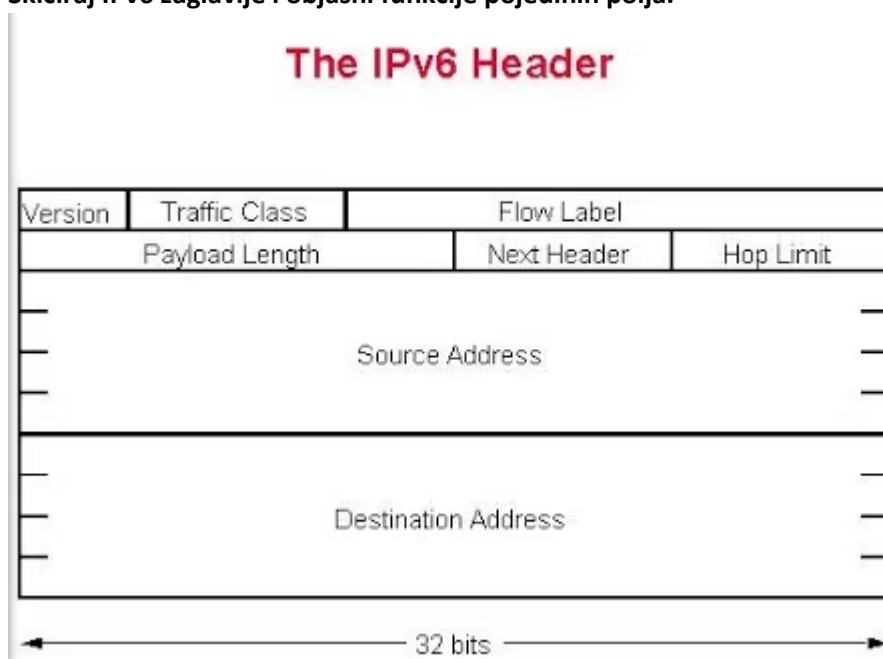 Skiciraj IPv6 zaglavlje i objasni funkcije pojedinih polja.
The IPv6 Header
Version Traffic Class Flow Label
Payload Length Next Header Hop Limit
Source Address
Destination Address
32 bits